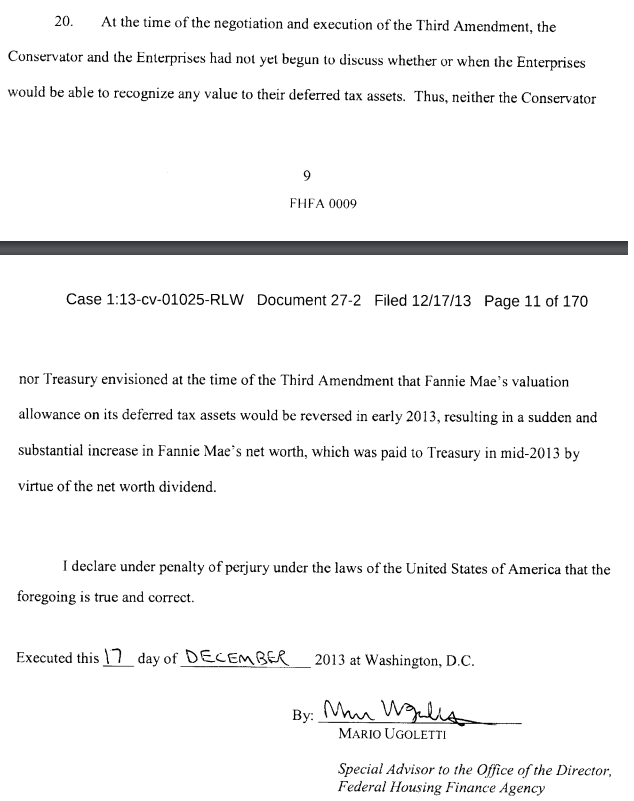 20. At the time of the negotiation and execution of the Third Amendment, the
Conservator and the Enterprises had not yet begun to discuss whether or when the Enterprises
would be able to recognize any value to their deferred tax assets. Thus, neither the Conservator
9
FHFA 0009
Case 1:13-cv-01025-RLW Document 27-2 Filed 12/17/13 Page 11 of 170
nor Treasury envisioned at the time of the Third Amendment that Fannie Mae's valuation
allowance on its deferred tax assets would be reversed in early 2013, resulting in a sudden and
substantial increase in Fannie Mae's net worth, which was paid to Treasury in mid-2013 by
virtue of the net worth dividend.
I declare under penalty of perjury under the laws of the United States of America that the
foregoing is true and correct.
Executed this 17 day of DECEMBER 2013 at Washington, D.C.
By:
MARIO UGOLETTI
Special Advisor to the Office of the Director,
Federal Housing Finance Agency